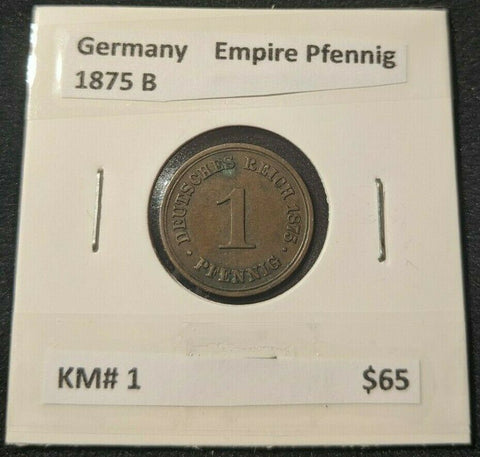 Germany Empire Pfennig
1875 B
DEUTSCHES REICH 1875
1
PFENNIG
KM# 1 $65